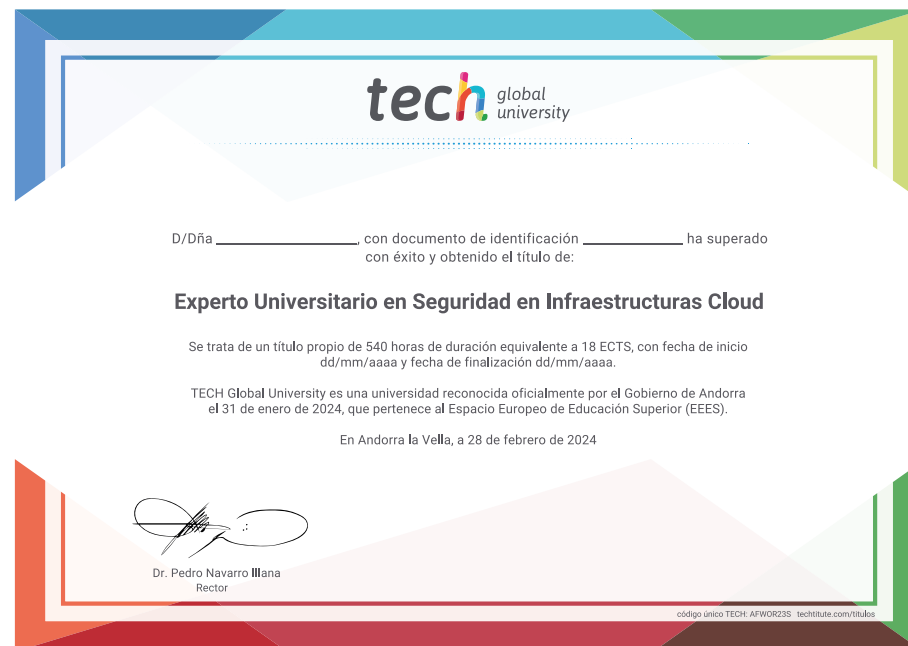 tech global university
D/Dña ____________________, con documento de identificación ______________ ha superado
con éxito y obtenido el título de:
Experto Universitario en Seguridad en Infraestructuras Cloud
Se trata de un título propio de 540 horas de duración equivalente a 18 ECTS, con fecha de inicio
dd/mm/aaaa y fecha de finalización dd/mm/aaaa.
TECH Global University es una universidad reconocida oficialmente por el Gobierno de Andorra
el 31 de enero de 2024, que pertenece al Espacio Europeo de Educación Superior (EEES).
En Andorra la Vella, a 28 de febrero de 2024
Dr. Pedro Navarro Illana
Rector
código único TECH: AFWOR23S techtitute.com/titulos